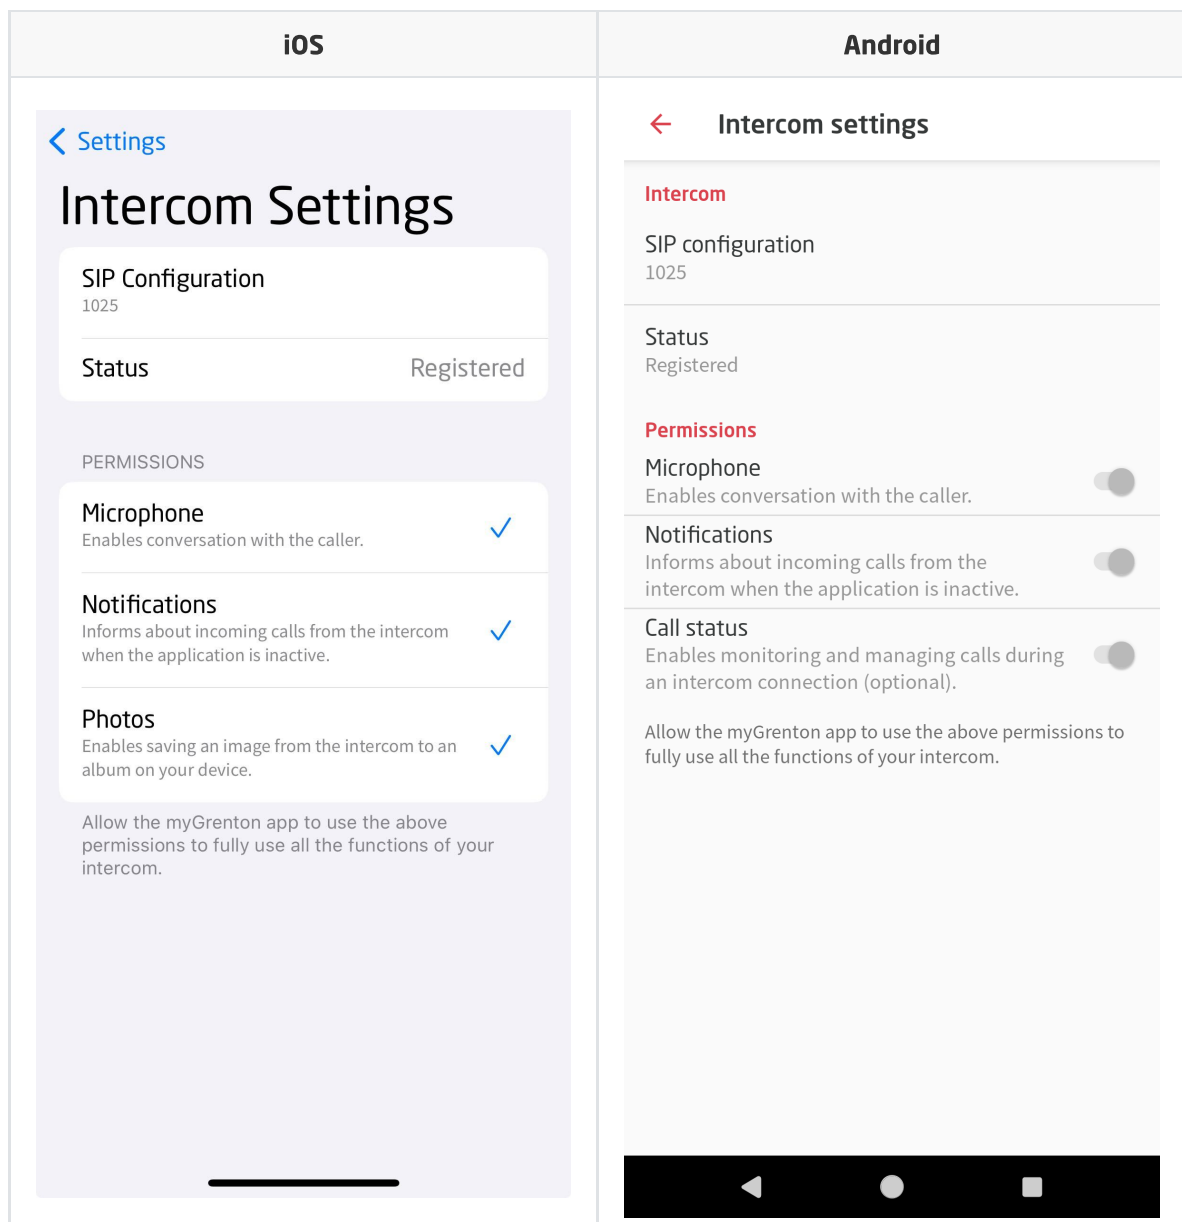 iOS
Android
Settings
Intercom Settings
SIP Configuration
1025
Status
Registered
PERMISSIONS
Microphone
Enables conversation with the caller.
Notifications
Informs about incoming calls from the intercom
when the application is inactive.
Photos
Enables saving an image from the intercom to an
album on your device.
Allow the myGrenton app to use the above
permissions to fully use all the functions of your
intercom.
Intercom settings
Intercom
SIP configuration
1025
Status
Registered
Permissions
Microphone
Enables conversation with the caller.
Notifications
Informs about incoming calls from the
intercom when the application is inactive.
Call status
Enables monitoring and managing calls during
an intercom connection (optional).
Allow the myGrenton app to use the above permissions to
fully use all the functions of your intercom.